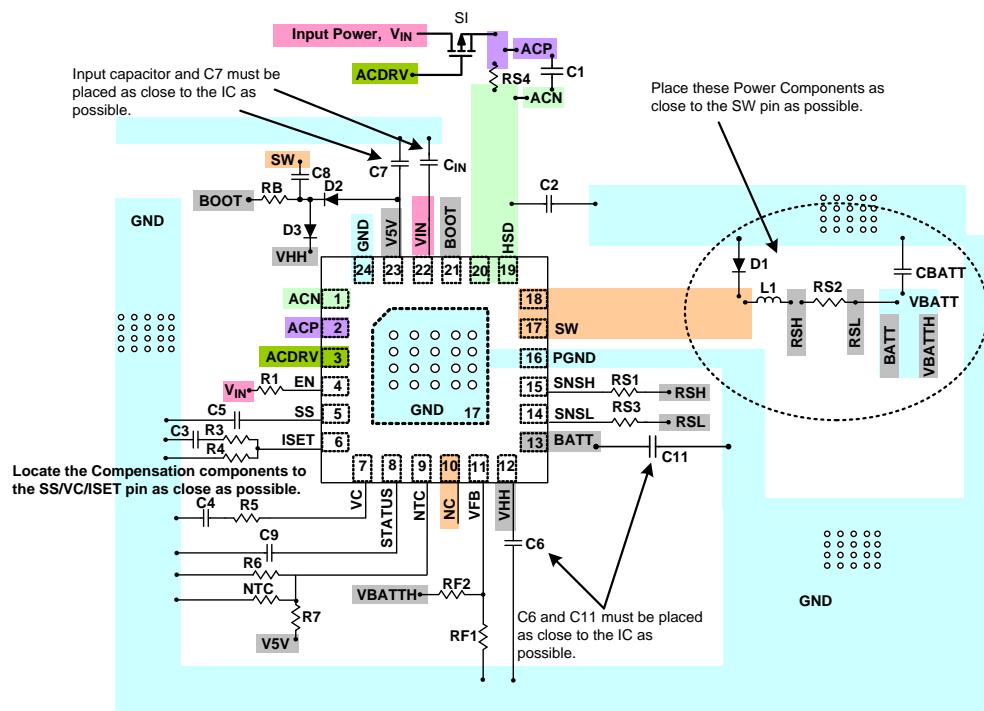 SI
Input Power, VIN
ACP
C1
RS4
ACDRV
ACN
Input capacitor and C7 must be
placed as close to the IC as
possible.
Place these Power Components as
close to the SW pin as possible.
SW
C8
C7
CIN
RB
D2
BOOT
C2
GND
D3
VHH
GND
V5V
VIN
BOOT
HSD
24
23
22
21
20
19
D1
CBATT
L1
RS2
VBATT
RSH
RSL
BATT
VBATTH
ACN
1
18
ACP
2
17
SW
ACDRV
3
16
PGND
VIN
R1
EN
4
15
SNSH
RS1
RSH
C5
SS
5
14
SNSL
RS3
RSL
C3
R3
R4
ISET
6
13
BATT
C11
GND
17
Locate the Compensation components to
the SS/VC/ISET pin as close as possible.
7
8
9
10
11
12
VC
STATUS
NTC
NC
VFB
VHH
C4
R5
C9
C6
R6
NTC
R7
V5V
VBATTH
RF2
RF1
C6 and C11 must be placed
as close to the IC as
possible.
GND